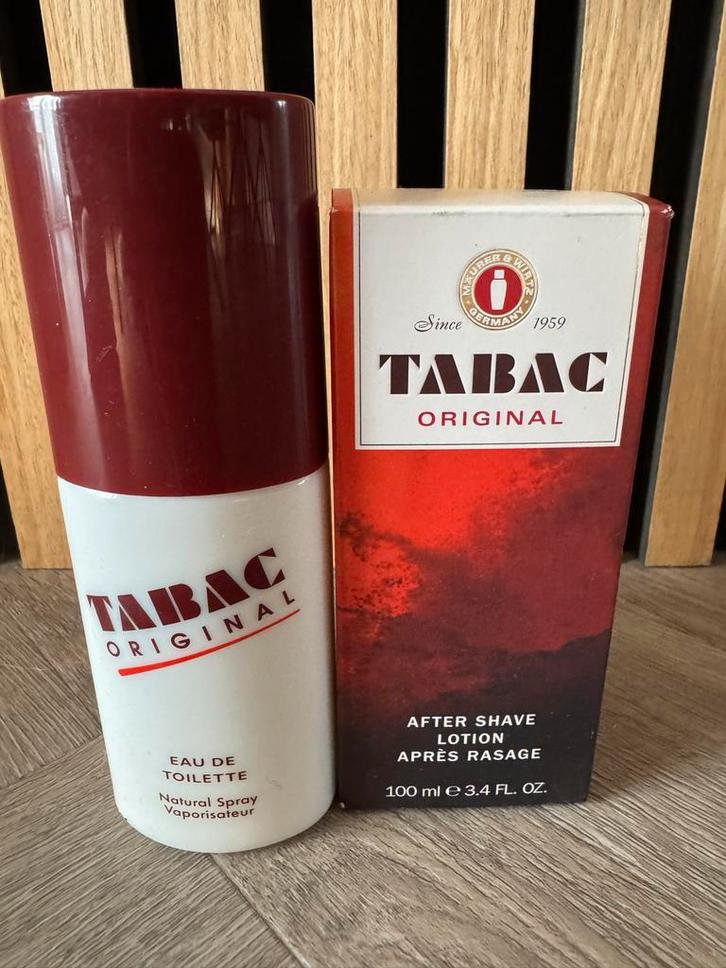 TABAC
ORIGINAL
EAU DE
TOILETTE
Natural Spray
Vaporisateur
MÄURER & WIRTZ
GERMANY
Since 1959
TABAC
ORIGINAL
AFTER SHAVE
LOTION
APRÈS RASAGE
100 ml ℮ 3.4 FL. OZ.